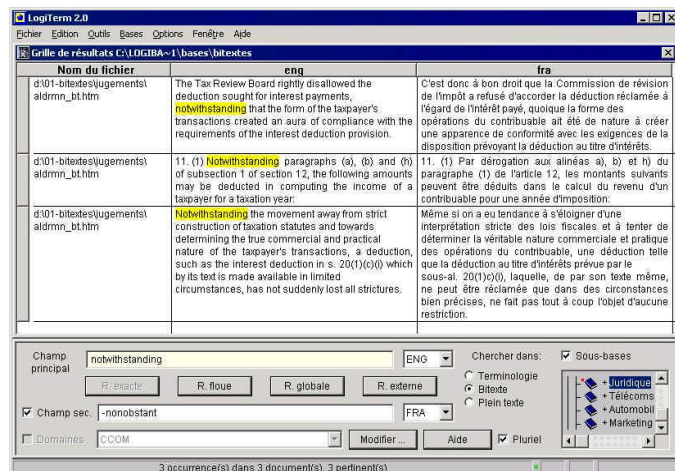 LogiTerm 2.0
Fichier Edition Outils Bases Options Fenêtre Aide
Grille de résultats C:\LOGIBA~1\bases\bitextes
Nom du fichier eng fra
d:\01-bitextes\jugements\
aldrmn_bt.htm
The Tax Review Board rightly disallowed the
deduction sought for interest payments,
notwithstanding that the form of the taxpayer's
transactions created an aura of compliance with the
requirements of the interest deduction provision.
C'est donc à bon droit que la Commission de révision
de l'impôt a refusé d'accorder la déduction réclamée à
l'égard de l'intérêt payé, quoique la forme des
opérations du contribuable ait été de nature à créer
une apparence de conformité avec les exigences de la
disposition prévoyant la déduction au titre d'intérêts.
d:\01-bitextes\jugements\
aldrmn_bt.htm
11. (1) Notwithstanding paragraphs (a), (b) and (h)
of subsection 1 of section 12, the following amounts
may be deducted in computing the income of a
taxpayer for a taxation year:
11. (1) Par dérogation aux alinéas a), b) et h) du
paragraphe (1) de l'article 12, les montants suivants
peuvent être déduits dans le calcul du revenu d'un
contribuable pour une année d'imposition:
d:\01-bitextes\jugements\
aldrmn_bt.htm
Notwithstanding the movement away from strict
construction of taxation statutes and towards
determining the true commercial and practical
nature of the taxpayer's transactions, a deduction,
such as the interest deduction in s. 20(1)(c)(i) which
by its text is made available in limited
circumstances, has not suddenly lost all strictures.
Même si on a eu tendance à s'éloigner d'une
interprétation stricte des lois fiscales et à tenter de
déterminer la véritable nature commerciale et pratique
des opérations du contribuable, une déduction telle
que la déduction au titre d'intérêts prévue par le
sous-al. 20(1)c)(i), laquelle, de par son texte même,
ne peut être réclamée que dans des circonstances
bien précises, ne fait pas tout à coup l'objet d'aucune
restriction.
Champ
principal
notwithstanding
ENG
Chercher dans:
Sous-bases
R. exacte R. floue R. globale R. externe
Terminologie
Bitexte
Plein texte
+ Juridique
+ Télécoms
+ Automobil
+ Marketing
Champ sec. -nonobstant
FRA
Domaines CCOM
Modifier ... Aide
Pluriel
3 occurrence(s) dans 3 document(s), 3 pertinent(s)